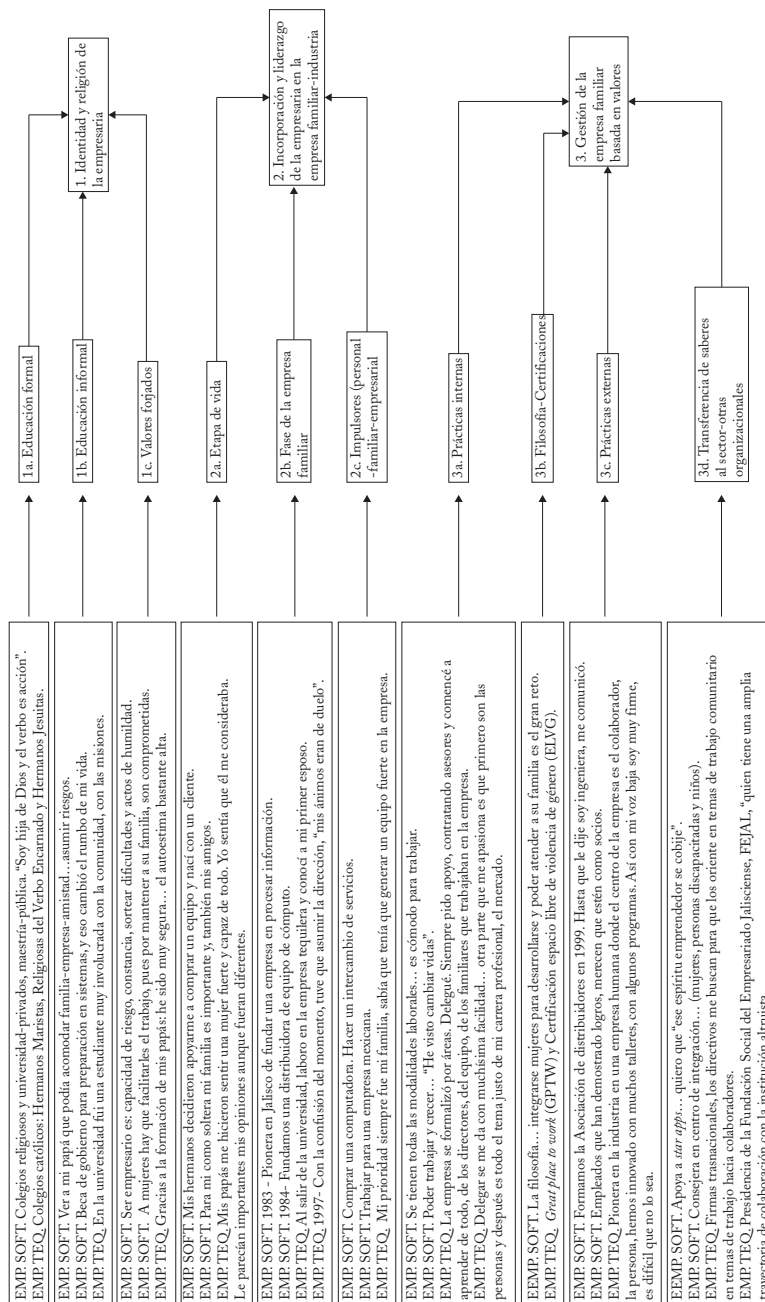 EMP. SOFT. Colegios religiosos y universidad-privados, maestría-pública. “Soy hija de Dios y el verbo es acción”.
EMP. TEQ. Colegios católicos: Hermanos Maristas, Religiosas del Verbo Encarnado y Hermanos Jesuitas.
1a. Educación formal
EMP. SOFT. Ver a mi papá que podía acomodar familia-empresa-amistad…asumir riesgos.
EMP. SOFT. Beca de gobierno para preparación en sistemas, y eso cambió el rumbo de mi vida.
EMP. TEQ. En la universidad fui una estudiante muy involucrada con la comunidad, con las misiones.
1b. Educación informal
EMP. SOFT. Ser empresario es: capacidad de riesgo, constancia, sortear dificultades y actos de humildad.
EMP. SOFT. A mujeres hay que facilitarles el trabajo, pues por mantener a su familia, son comprometidas.
EMP. TEQ. Gracias a la formación de mis papás: he sido muy segura… el autoestima bastante alta.
1c. Valores forjados
1. Identidad y religión de
la empresaria
EMP. SOFT. Mis hermanos decidieron apoyarme a comprar un equipo y nací con un cliente.
EMP. SOFT. Para mi como soltera mi familia es importante y, también mis amigos.
EMP. TEQ. Mis papás me hicieron sentir una mujer fuerte y capaz de todo. Yo sentía que él me consideraba.
Le parecían importantes mis opiniones aunque fueran diferentes.
2a. Etapa de vida
EMP. SOFT. 1983 - Pionera en Jalisco de fundar una empresa en procesar información.
EMP. SOFT. 1984- Fundamos una distribuidora de equipo de cómputo.
EMP. TEQ. Al salir de la universidad, laboro en la empresa tequilera y conocí a mi primer esposo.
EMP. TEQ. 1997- Con la confusión del momento, tuve que asumir la dirección, “mis ánimos eran de duelo”.
2b. Fase de la empresa
familiar
EMP. SOFT. Comprar una computadora. Hacer un intercambio de servicios.
EMP. SOFT. Trabajar para una empresa mexicana.
EMP. TEQ. Mi prioridad siempre fue mi familia, sabía que tenía que generar un equipo fuerte en la empresa.
2c. Impulsores (personal
-familiar-empresarial
2. Incorporación y liderazgo
de la empresaria en la
empresa familiar-industria
EMP. SOFT. Se tienen todas las modalidades laborales… es cómodo para trabajar.
EMP. SOFT. Poder trabajar y crecer… “He visto cambiar vidas”.
EMP. TEQ. La empresa se formalizó por áreas. Delegué. Siempre pido apoyo, contratando asesores y comencé a
aprender de todo, de los directores, del equipo, de los familiares que trabajaban en la empresa.
EMP. TEQ. Delegar se me da con muchísima facilidad… otra parte que me apasiona es que primero son las
personas y después es todo el tema justo de mi carrera profesional, el mercado.
3a. Prácticas internas
EEMP. SOFT. La filosofía… integrarse mujeres para desarrollarse y poder atender a su familia es el gran reto.
EMP. TEQ. Great place to work (GPTW) y Certificación espacio libre de violencia de género (ELVG).
3b. Filosofía-Certificaciones
EMP. SOFT. Formamos la Asociación de distribuidores en 1999. Hasta que le dije soy ingeniera, me comunicó.
EMP. SOFT. Empleados que han demostrado logros, merecen que estén como socios.
EMP. TEQ. Pionera en la industria en una empresa humana donde el centro de la empresa es el colaborador,
la persona, hemos innovado con muchos talleres, con algunos programas. Así con mi voz baja soy muy firme,
es difícil que no lo sea.
3c. Prácticas externas
EEMP. SOFT. Apoya a star apps… quiero que “ese espíritu emprendedor se cobije”.
EMP. SOFT. Consejera en centro de integración… (mujeres, personas discapacitadas y niños).
EMP. TEQ. Firmas trasnacionales, los directivos me buscan para que los oriente en temas de trabajo comunitario
en temas de trabajo hacia colaboradores.
EMP. TEQ. Presidencia de la Fundación Social del Empresariado Jalisciense, FEJAL, “quien tiene una amplia
trayectoria de colaboración con la institución altruista
3d. Transferencia de saberes
al sector-otras
organizacionales
3. Gestión de la
empresa familiar
basada en valores